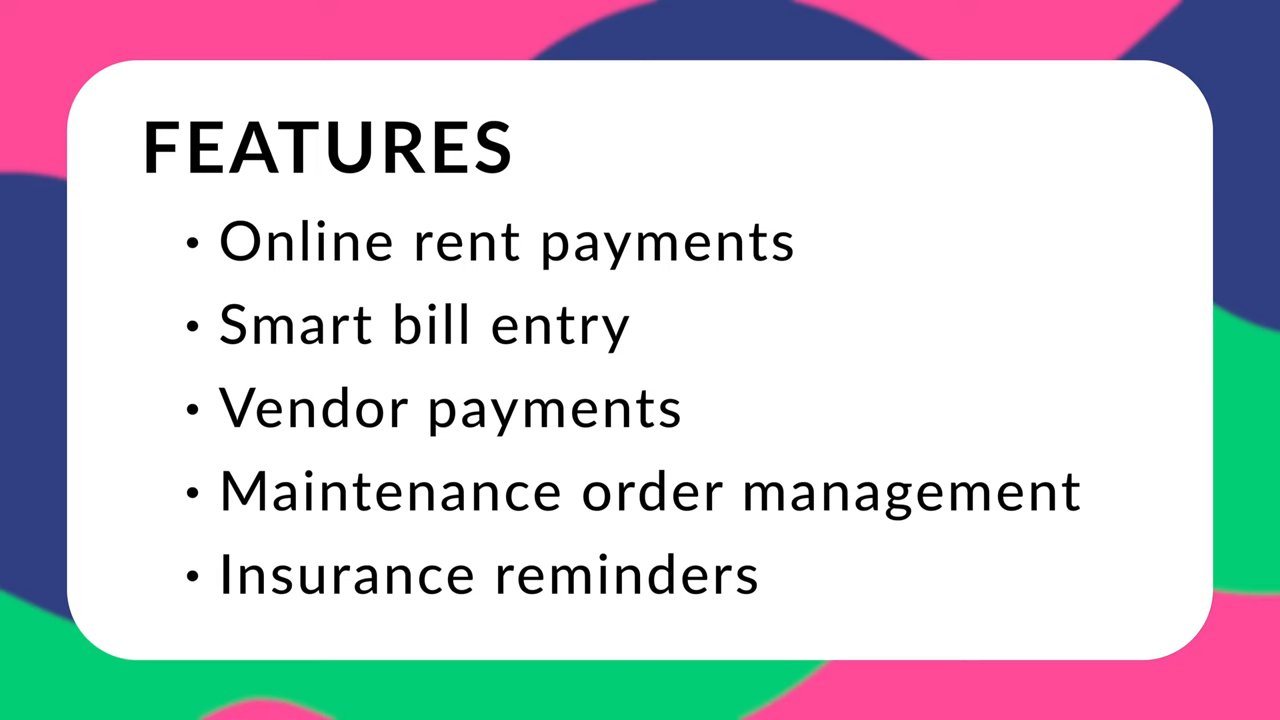 FEATURES
• Online rent payments
• Smart bill entry
• Vendor payments
• Maintenance order management
• Insurance reminders